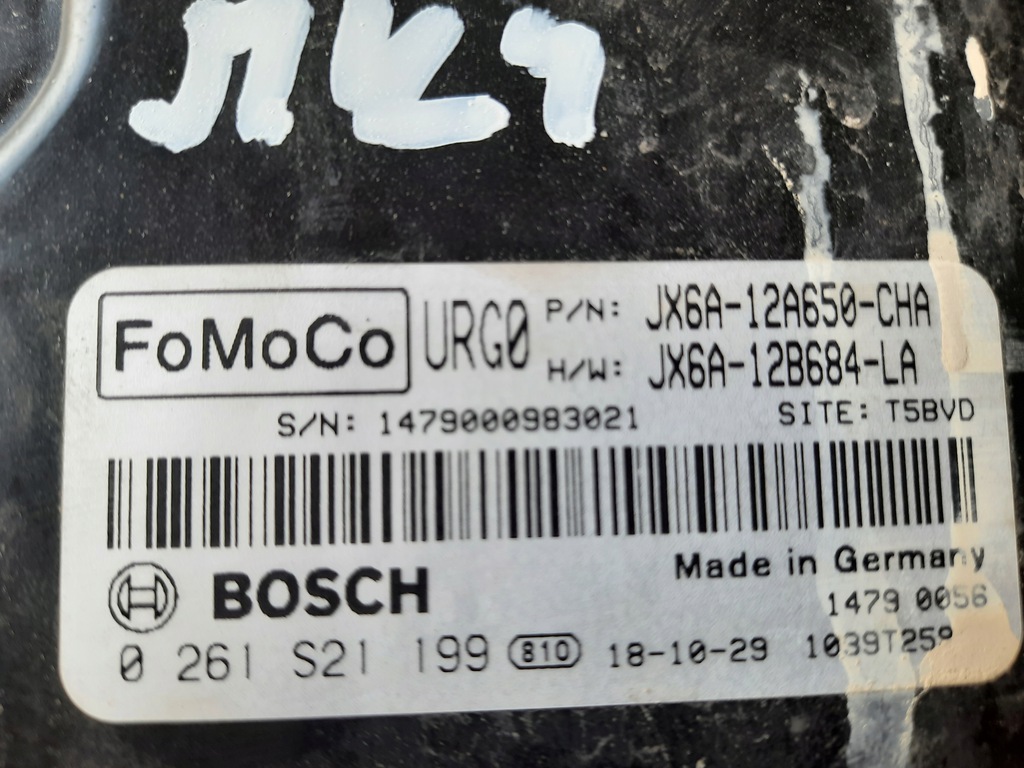 MK4
FoMoCo URG0 P/N: JX6A-12A650-CHA
H/W: JX6A-12B684-LA
S/N: 1479000983021 SITE: T5BVD
Made in Germany
BOSCH
1479 0056
0 261 S21 199 810 18-10-29